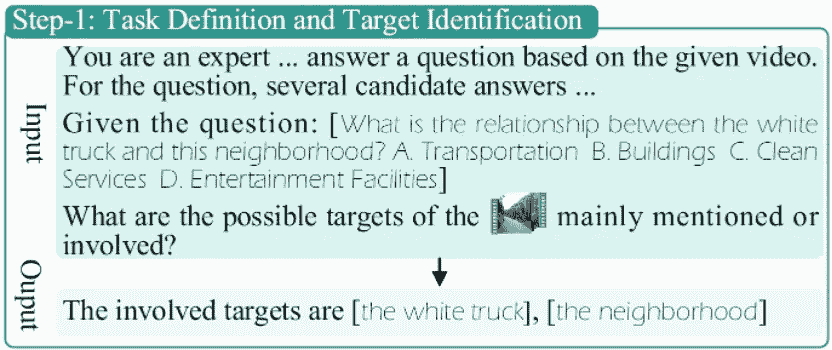 Step-1: Task Definition and Target Identification
Input
You are an expert ... answer a question based on the given video.
For the question, several candidate answers ...
Given the question: [What is the relationship between the white
truck and this neighborhood? A. Transportation B. Buildings C. Clean
Services D. Entertainment Facilities]
What are the possible targets of the mainly mentioned or
involved?
Ouput
The involved targets are [the white truck], [the neighborhood]